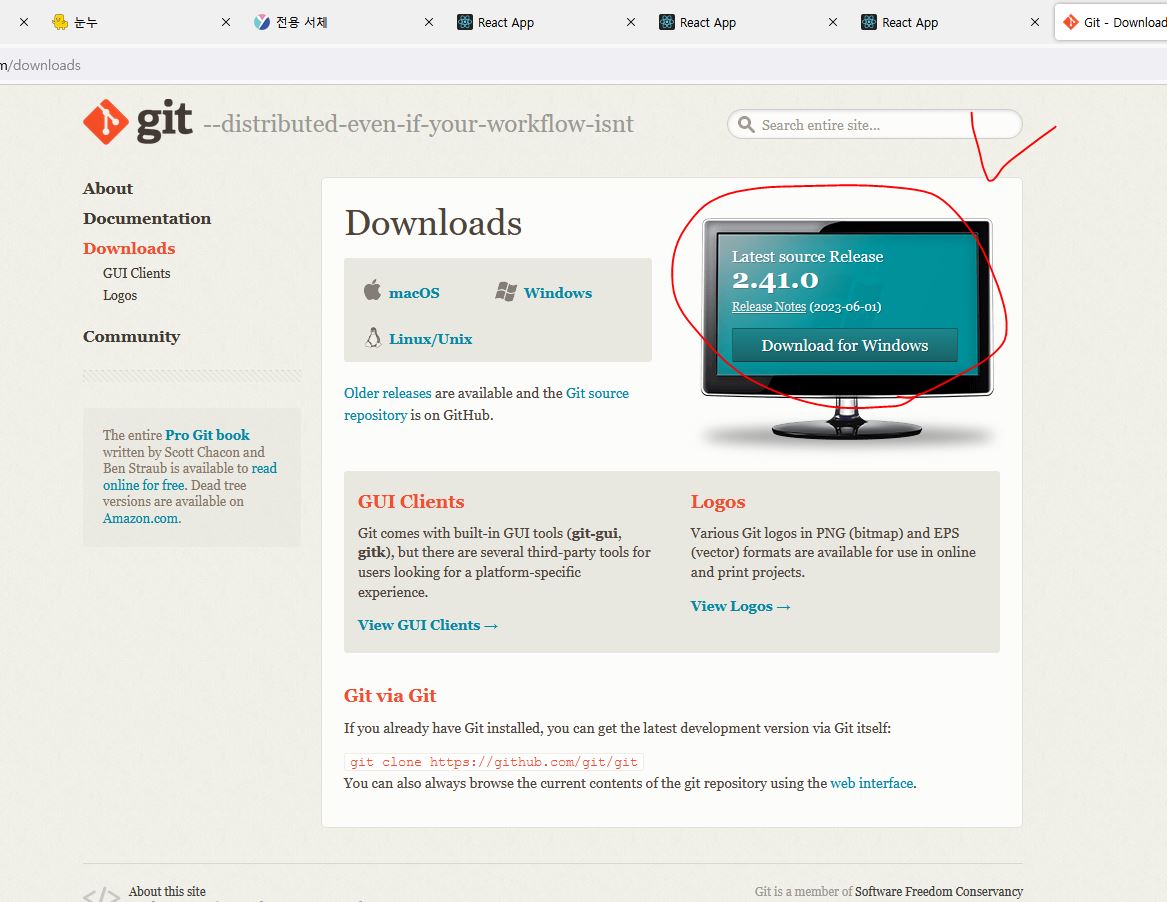 눈누
전용 서체
React App
React App
React App
Git - Download
m/downloads
git --distributed-even-if-your-workflow-isnt
Search entire site...
About
Documentation
Downloads
GUI Clients
Logos
Community
The entire Pro Git book
written by Scott Chacon and
Ben Straub is available to read
online for free. Dead tree
versions are available on
Amazon.com.
Downloads
macOS
Windows
Linux/Unix
Older releases are available and the Git source
repository is on GitHub.
Latest source Release
2.41.0
Release Notes (2023-06-01)
Download for Windows
GUI Clients
Git comes with built-in GUI tools (git-gui,
gitk), but there are several third-party tools for
users looking for a platform-specific
experience.
View GUI Clients →
Logos
Various Git logos in PNG (bitmap) and EPS
(vector) formats are available for use in online
and print projects.
View Logos →
Git via Git
If you already have Git installed, you can get the latest development version via Git itself:
git clone https://github.com/git/git
You can also always browse the current contents of the git repository using the web interface.
</> About this site
Git is a member of Software Freedom Conservancy